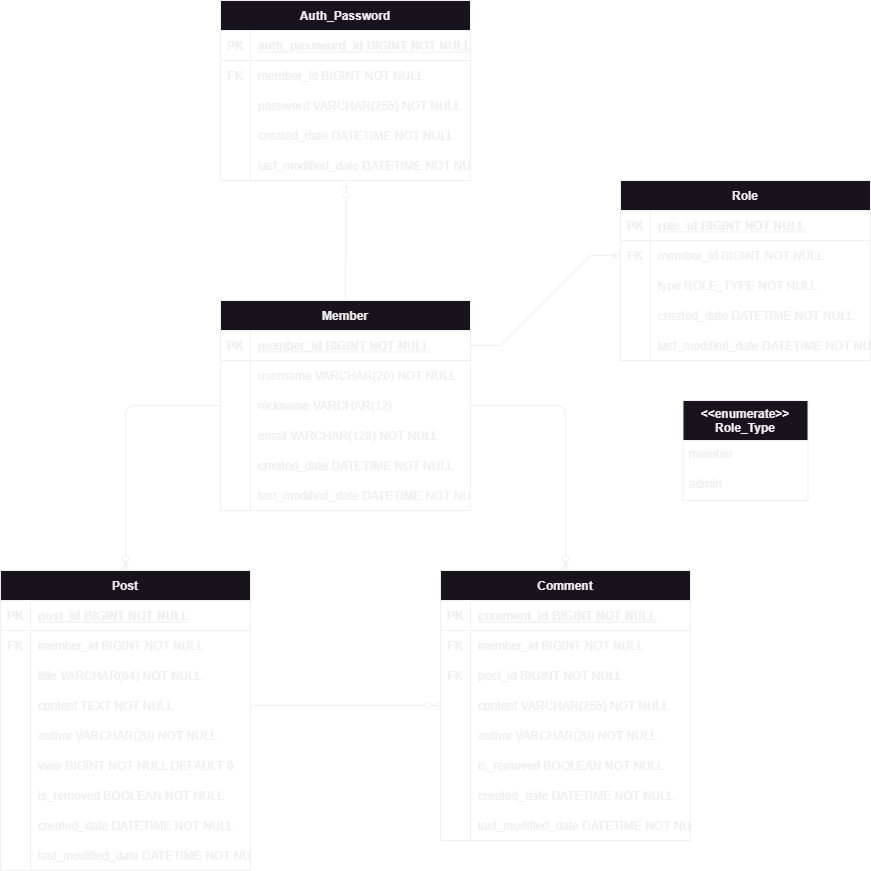 Auth_Password
PK auth_password_id BIGINT NOT NULL
FK member_id BIGINT NOT NULL
password VARCHAR(255) NOT NULL
created_date DATETIME NOT NULL
last_modified_date DATETIME NOT NU
Role
PK role_id BIGINT NOT NULL
FK member_id BIGINT NOT NULL
type ROLE_TYPE NOT NULL
created_date DATETIME NOT NULL
last_modified_date DATETIME NOT NU
Member
PK member_id BIGINT NOT NULL
username VARCHAR(20) NOT NULL
nickname VARCHAR(12)
email VARCHAR(128) NOT NULL
created_date DATETIME NOT NULL
last_modified_date DATETIME NOT NU
<<enumerate>>
Role_Type
member
admin
Post
PK post_id BIGINT NOT NULL
FK member_id BIGINT NOT NULL
title VARCHAR(64) NOT NULL
content TEXT NOT NULL
author VARCHAR(20) NOT NULL
view BIGINT NOT NULL DEFAULT 0
is_removed BOOLEAN NOT NULL
created_date DATETIME NOT NULL
last_modified_date DATETIME NOT NU
Comment
PK comment_id BIGINT NOT NULL
FK member_id BIGINT NOT NULL
FK post_id BIGINT NOT NULL
content VARCHAR(255) NOT NULL
author VARCHAR(20) NOT NULL
is_removed BOOLEAN NOT NULL
created_date DATETIME NOT NULL
last_modified_date DATETIME NOT NU